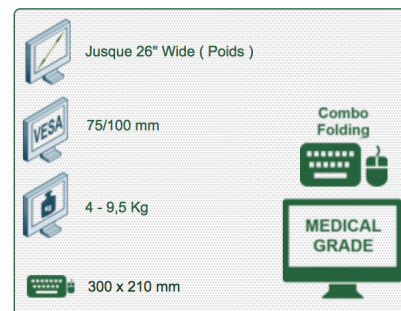 Jusque 26" Wide ( Poids )
VESA
75/100 mm
Combo
Folding
KG
4 - 9,5 Kg
MEDICAL
GRADE
300 x 210 mm